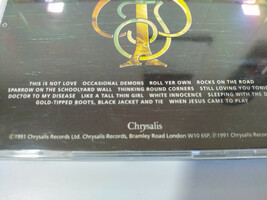 THIS IS NOT LOVE OCCASIONAL DEMONS ROLL YER OWN ROCKS ON THE ROAD
SPARROW ON THE SCHOOLYARD WALL THINKING ROUND CORNERS STILL LOVING YOU TONI
DOCTOR TO MY DISEASE LIKE A TALL THIN GIRL WHITE INNOCENCE SLEEPING WITH THE D
GOLD-TIPPED BOOTS, BLACK JACKET AND TIE WHEN JESUS CAME TO PLAY
Chrysalis
℗1991 Chrysalis Records Ltd. Chrysalis Records, Bramley Road London W10 6SP. ©1991 Chrysalis